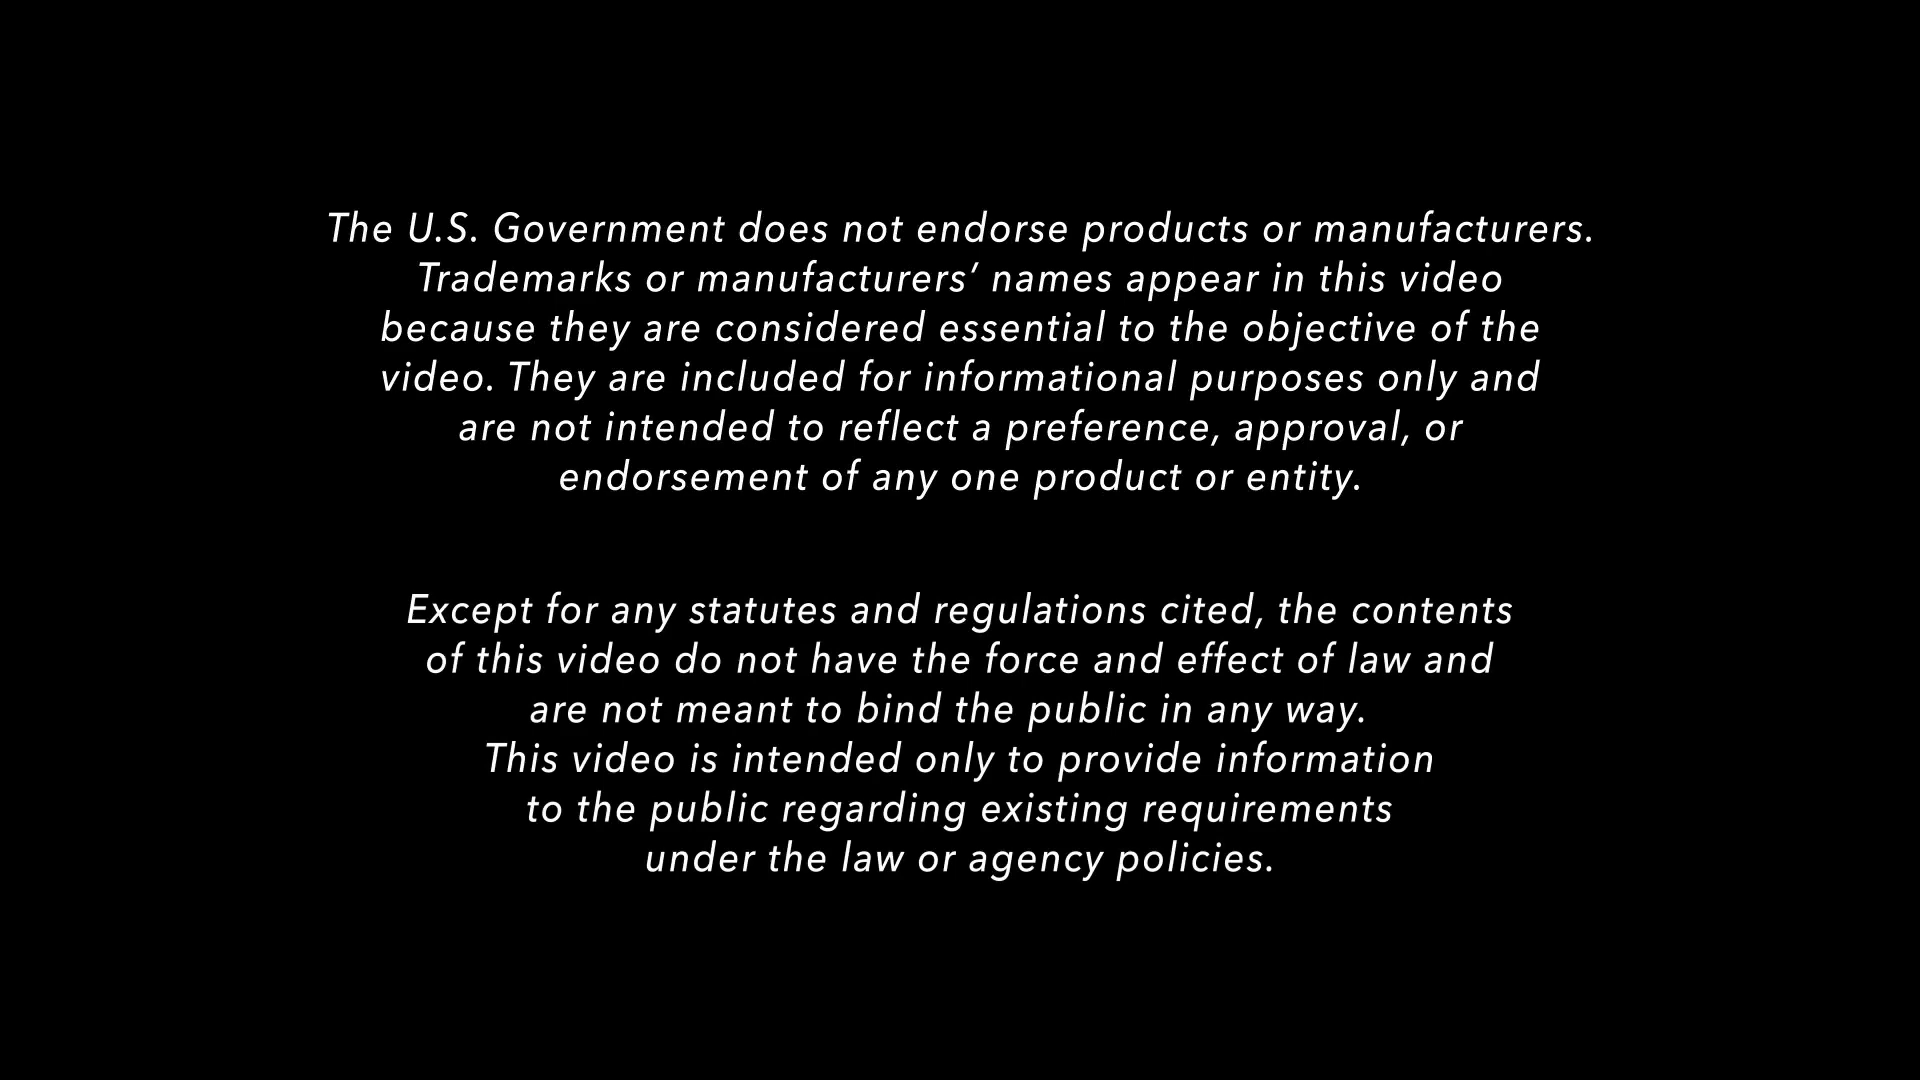 The U.S. Government does not endorse products or manufacturers.
Trademarks or manufacturers’ names appear in this video
because they are considered essential to the objective of the
video. They are included for informational purposes only and
are not intended to reflect a preference, approval, or
endorsement of any one product or entity.
Except for any statutes and regulations cited, the contents
of this video do not have the force and effect of law and
are not meant to bind the public in any way.
This video is intended only to provide information
to the public regarding existing requirements
under the law or agency policies.